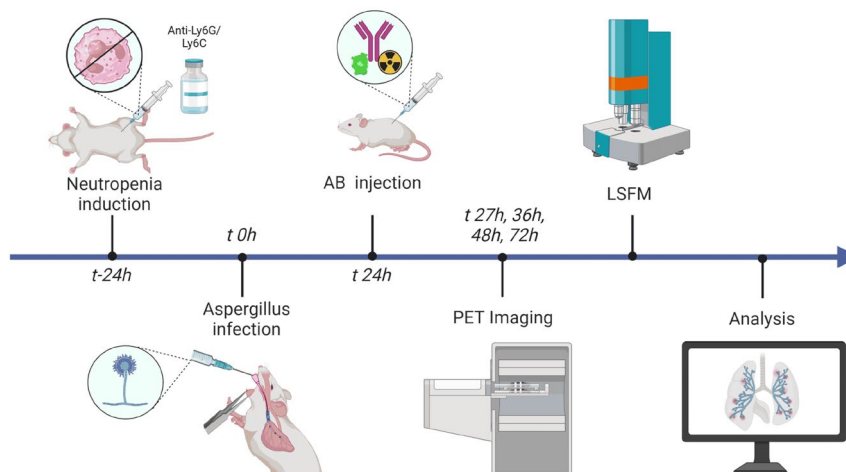 Anti-Ly6G/
Ly6C
Neutropenia
induction
AB injection
LSFM
t 0h
t 27h, 36h,
48h, 72h
t-24h
t 24h
Aspergillus
infection
PET Imaging
Analysis